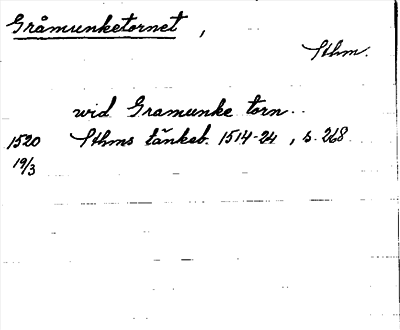 Gråmunketornet,
Sthm.
wid Gramunke torn..
1520 Sthms tänkeb. 1514-24, s. 268
19/3